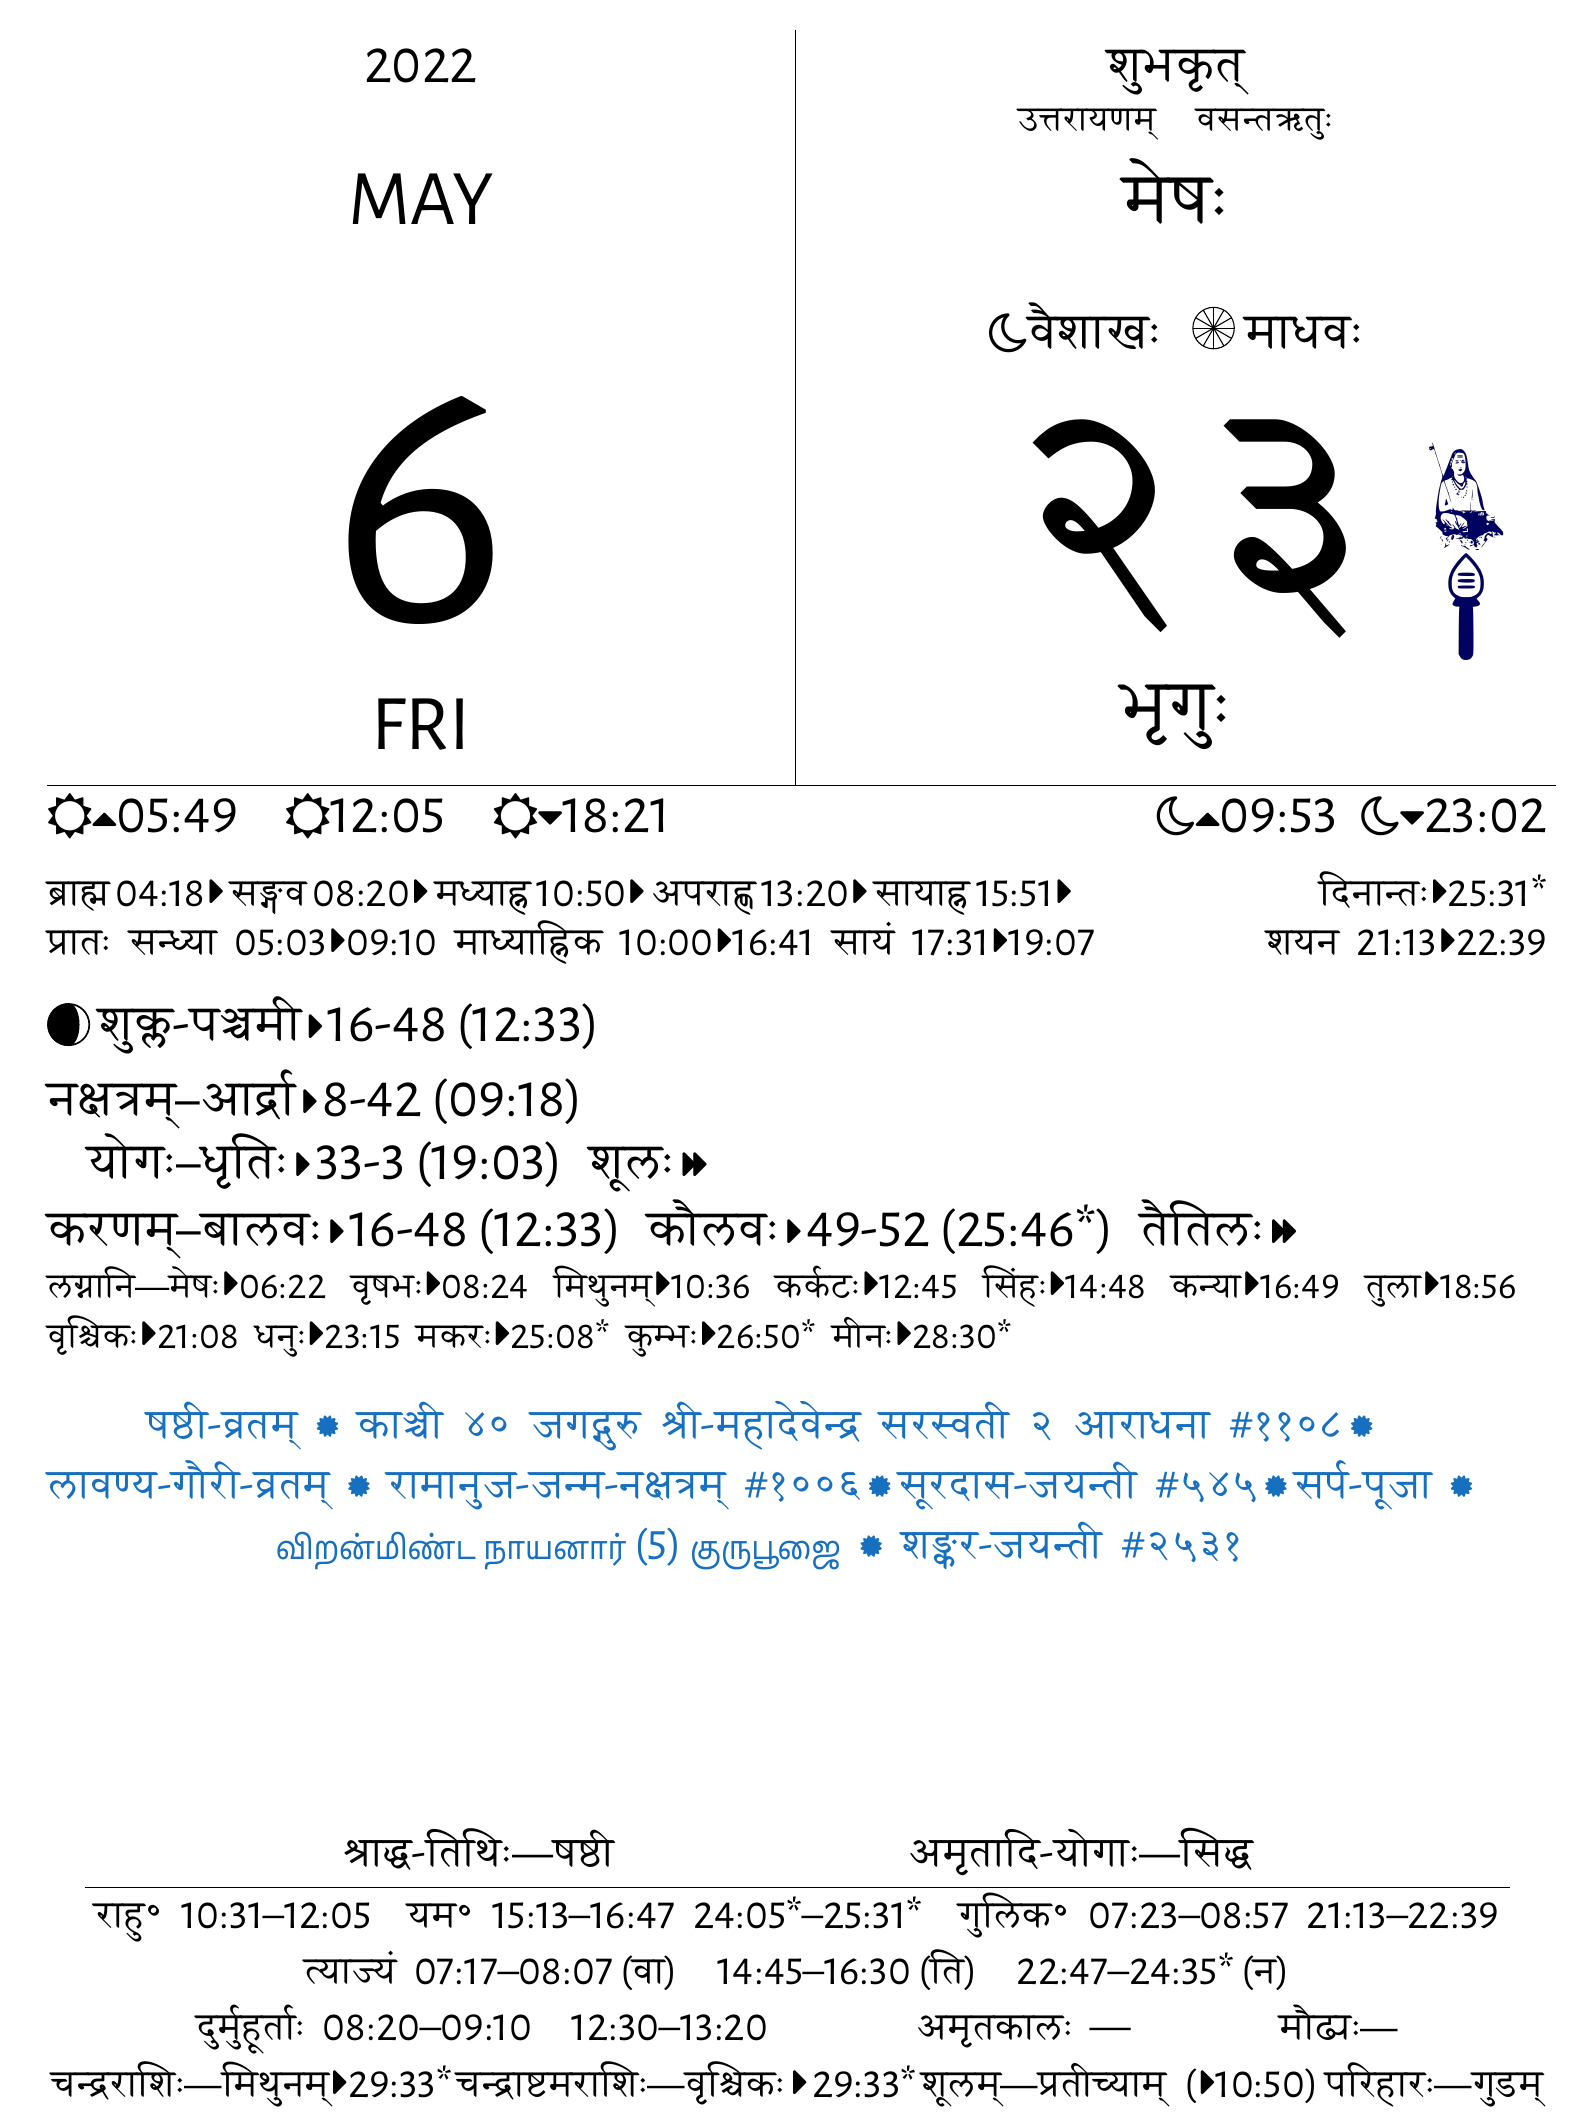 2022
MAY
6
FRI
शुभकृत्
उत्तरायणम् वसन्तऋतुः
मेषः
वैशाखः माधवः
२३
भृगुः
05:49 12:05 18:21 09:53 23:02
ब्राह्म 04:18 सङ्गव 08:20 मध्याह्न 10:50 अपराह्ण 13:20 सायाह्न 15:51 दिनान्तः 25:31*
प्रातः सन्ध्या 05:03 09:10 माध्याह्निक 10:00 16:41 सायं 17:31 19:07 शयन 21:13 22:39
शुक्ल-पञ्चमी 16-48 (12:33)
नक्षत्रम्–आर्द्रा 8-42 (09:18)
योगः–धृतिः 33-3 (19:03) शूलः
करणम्–बालवः 16-48 (12:33) कौलवः 49-52 (25:46*) तैतिलः
लग्नानि—मेषः 06:22 वृषभः 08:24 मिथुनम् 10:36 कर्कटः 12:45 सिंहः 14:48 कन्या 16:49 तुला 18:56
वृश्चिकः 21:08 धनुः 23:15 मकरः 25:08* कुम्भः 26:50* मीनः 28:30*
षष्ठी-व्रतम् ✹ काञ्ची ४० जगद्गुरु श्री-महादेवेन्द्र सरस्वती २ आराधना #११०८ ✹
लावण्य-गौरी-व्रतम् ✹ रामानुज-जन्म-नक्षत्रम् #१००६ ✹ सूरदास-जयन्ती #५४५ ✹ सर्प-पूजा ✹
விறன்மிண்ட நாயனார் (5) குருபூஜை ✹ शङ्कर-जयन्ती #२५३१
श्राद्ध-तिथिः—षष्ठी अमृतादि-योगाः—सिद्ध
राहु॰ 10:31–12:05 यम॰ 15:13–16:47 24:05*–25:31* गुलिक॰ 07:23–08:57 21:13–22:39
त्याज्यं 07:17–08:07 (वा) 14:45–16:30 (ति) 22:47–24:35* (न)
दुर्मुहूर्ताः 08:20–09:10 12:30–13:20 अमृतकालः — मौढ्यः—
चन्द्रराशिः—मिथुनम् 29:33* चन्द्राष्टमराशिः—वृश्चिकः 29:33* शूलम्—प्रतीच्याम् ( 10:50) परिहारः—गुडम्